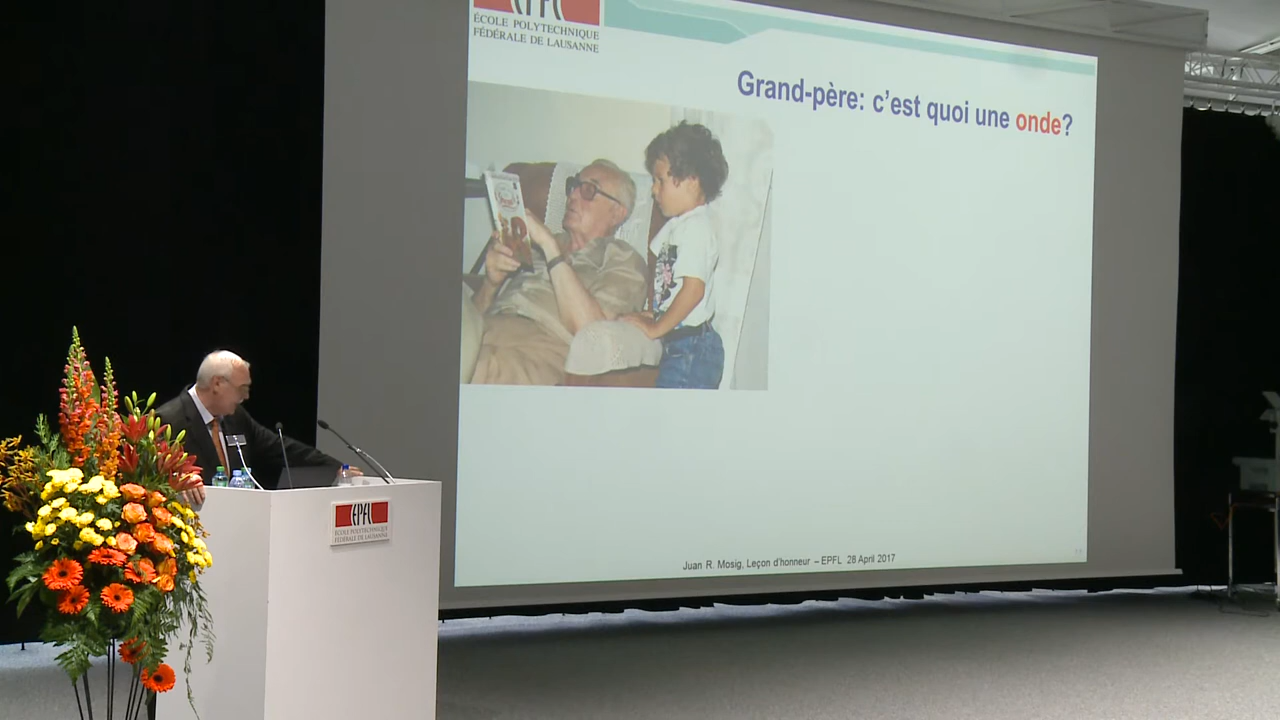 EPFL
ÉCOLE POLYTECHNIQUE
FÉDÉRALE DE LAUSANNE
Grand-père: c'est quoi une onde?
Juan R. Mosig, Leçon d'honneur – EPFL 28 April 2017
EPFL
ÉCOLE POLYTECHNIQUE
FÉDÉRALE DE LAUSANNE